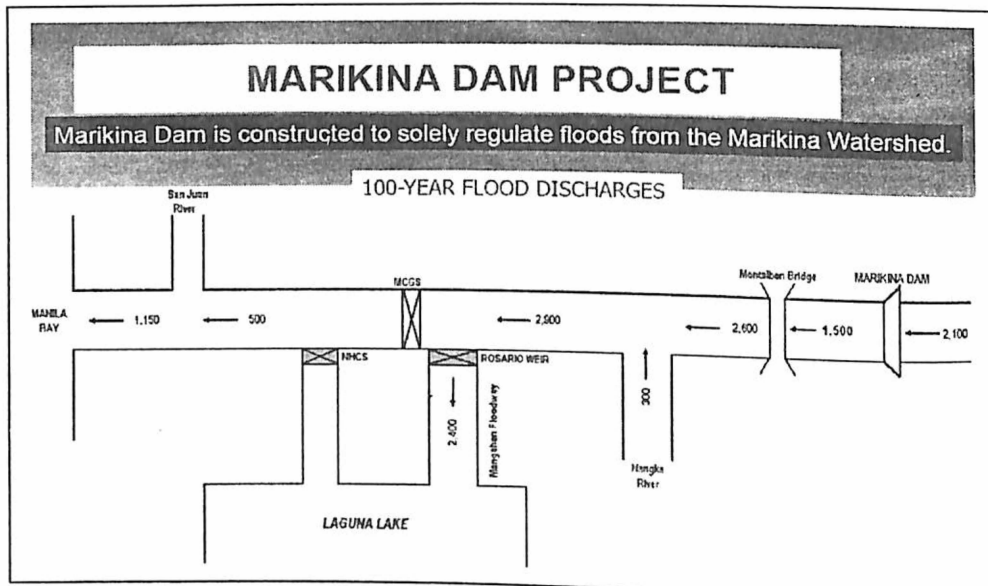 MARIKINA DAM PROJECT
Marikina Dam is constructed to solely regulate floods from the Marikina Watershed.
100-YEAR FLOOD DISCHARGES
San Juan
River
MCGS
Montalban Bridge
MARIKINA DAM
MANILA
BAY
1,150
500
2,900
2,600
1,500
2,100
NHCS
ROSARIO WEIR
2,400
Mangahan Floodway
300
Nangka
River
LAGUNA LAKE